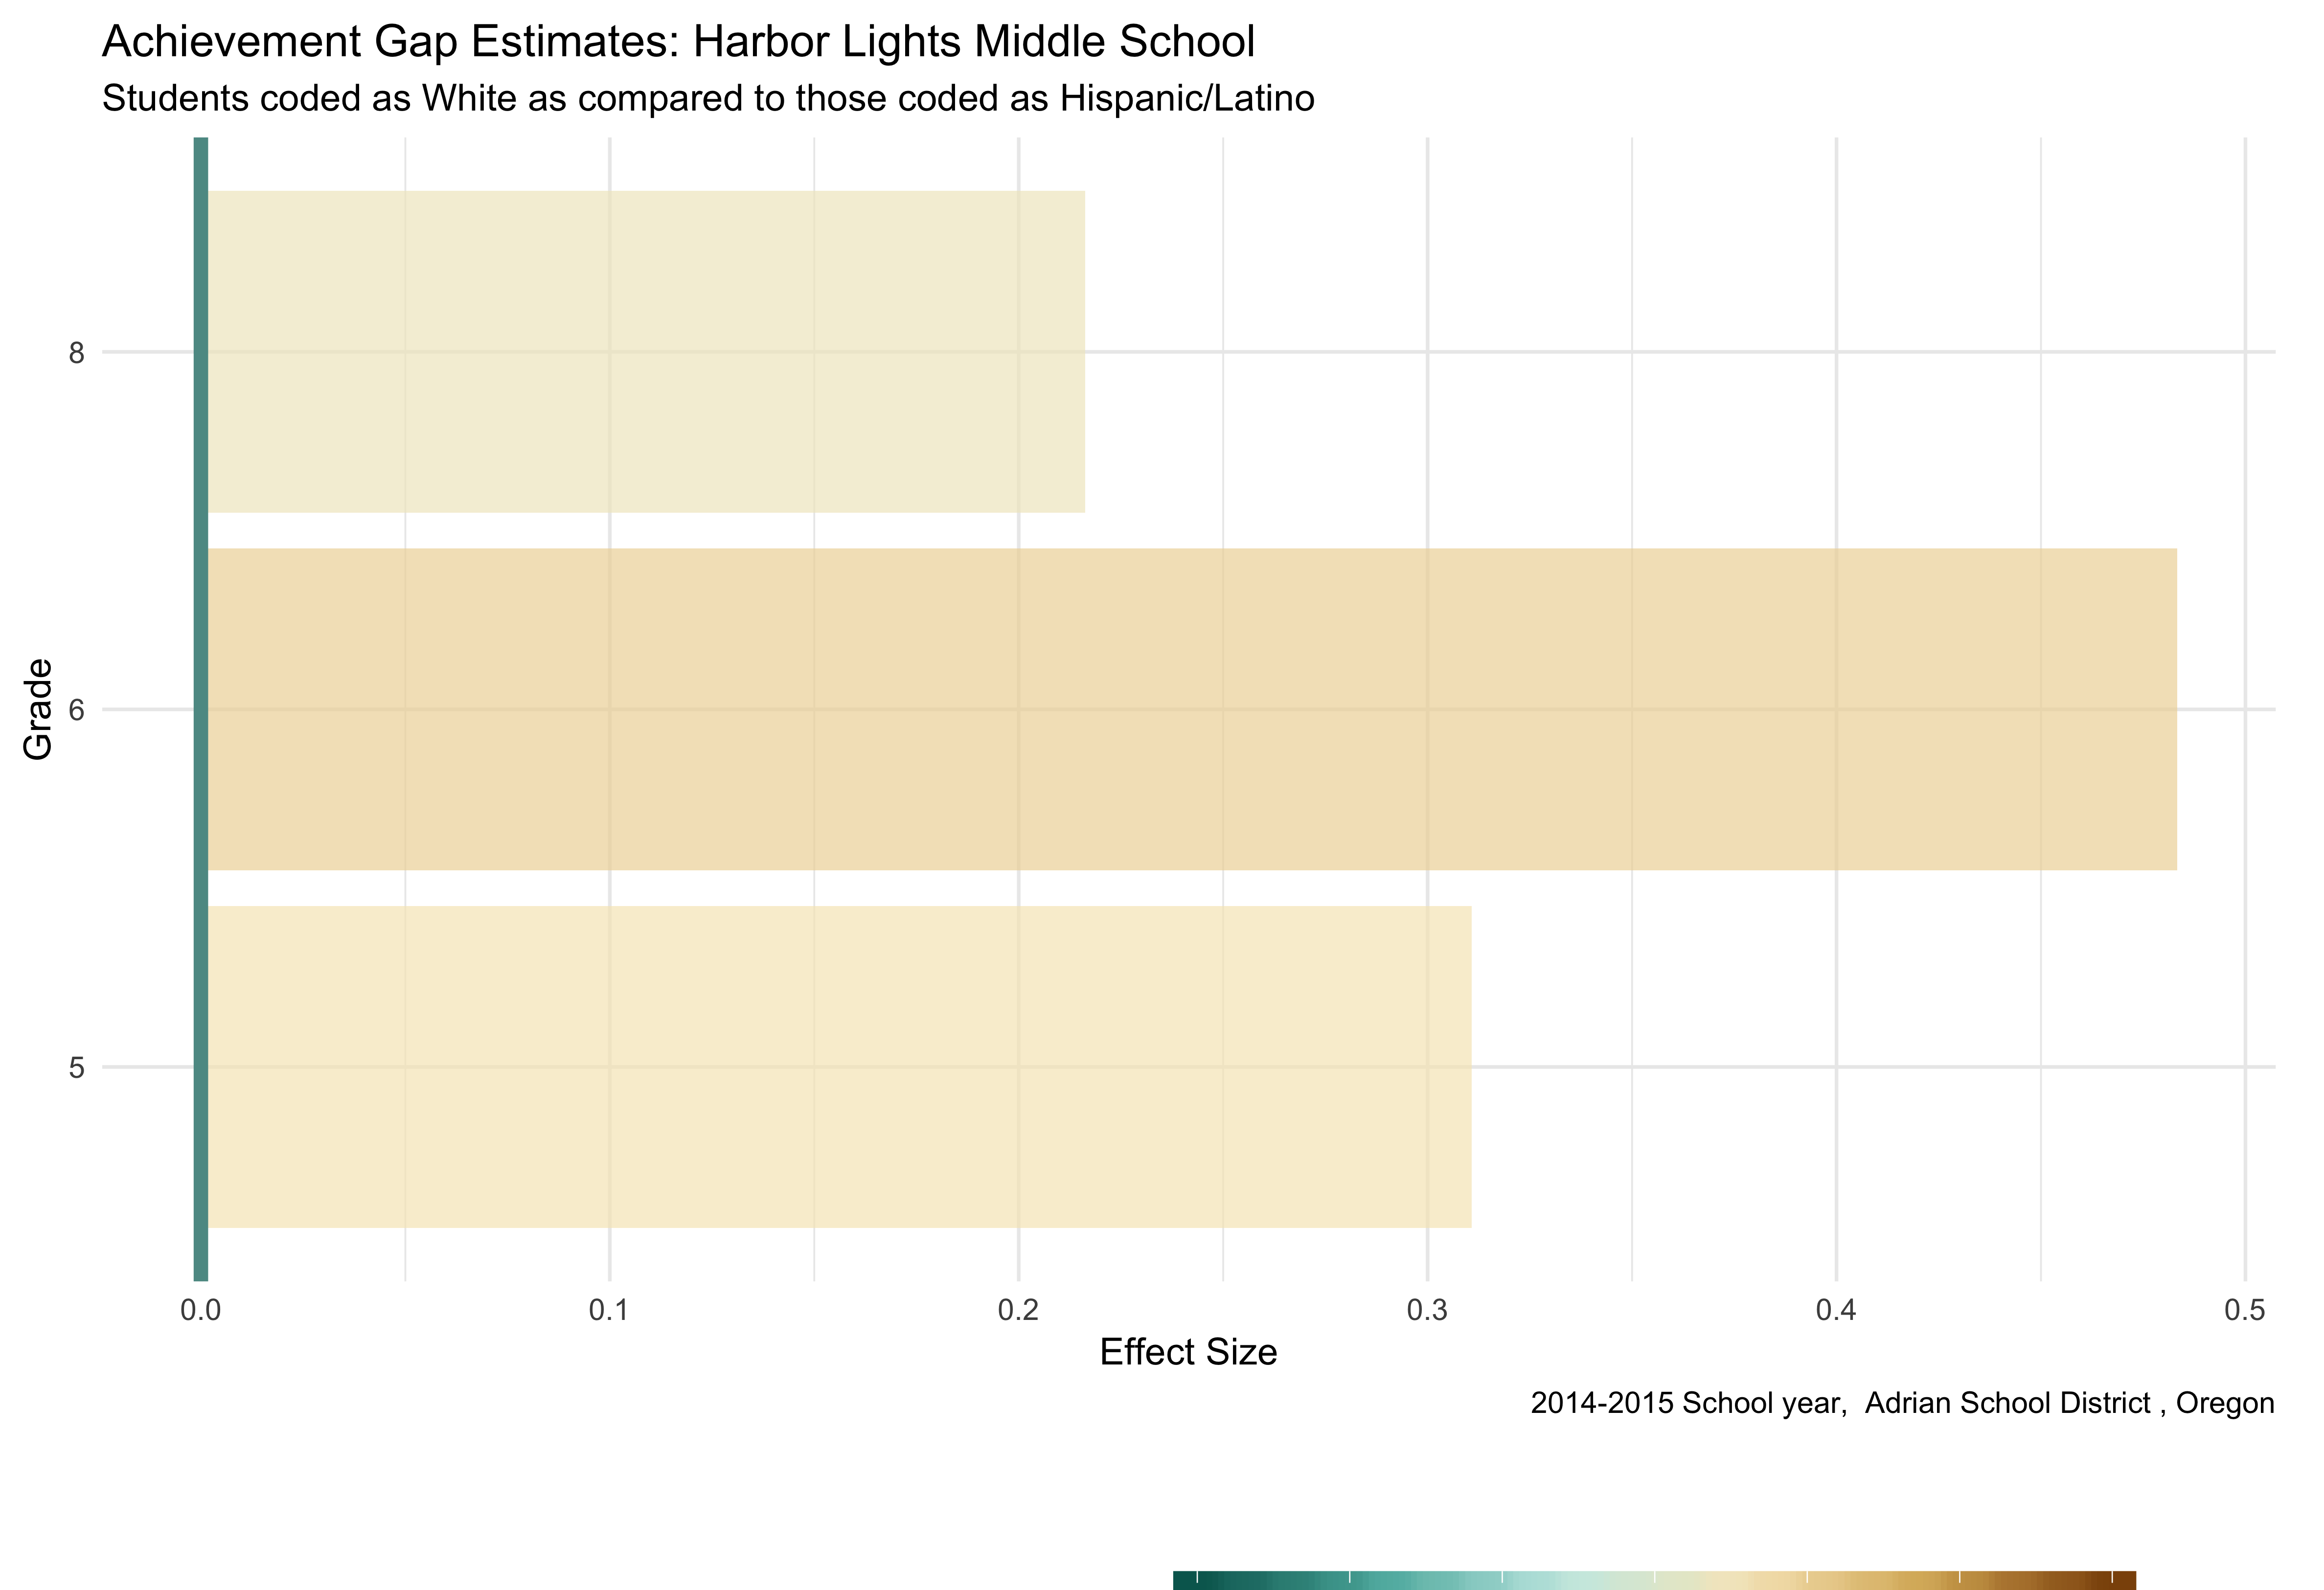 Achievement Gap Estimates: Harbor Lights Middle School
Students coded as White as compared to those coded as Hispanic/Latino
Grade
8
6
5
0.0 0.1 0.2 0.3 0.4 0.5
Effect Size
2014-2015 School year,  Adrian School District , Oregon